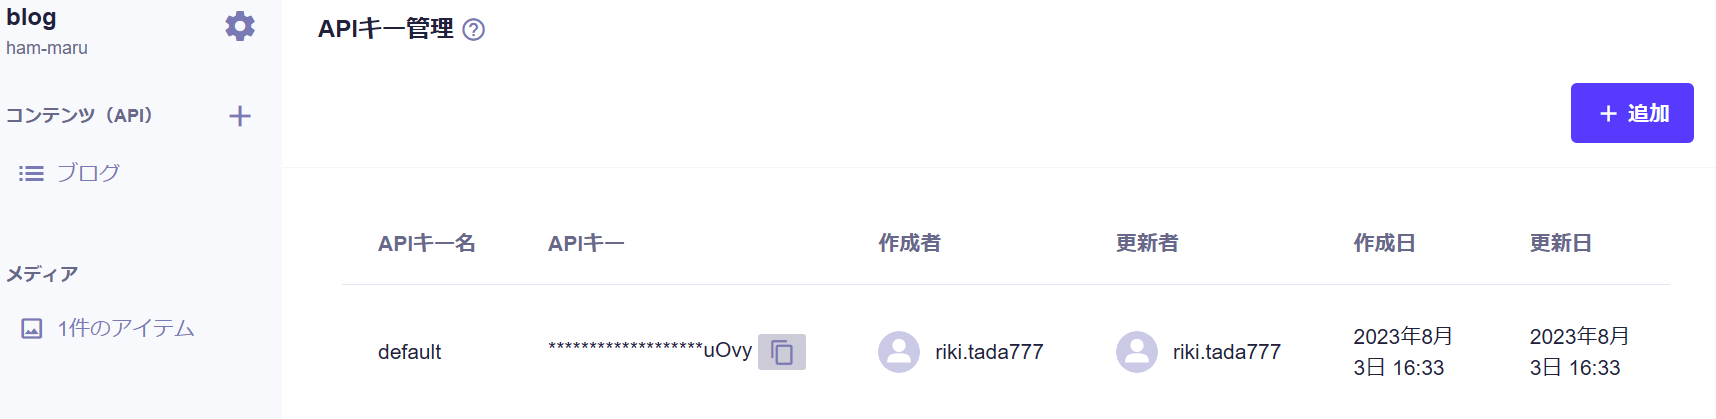 blog
ham-maru
コンテンツ（API）
ブログ
メディア
1件のアイテム
APIキー管理
追加
APIキー名 APIキー 作成者 更新者 作成日 更新日
default *******************uOvy riki.tada777 riki.tada777 2023年8月3日 16:33 2023年8月3日 16:33